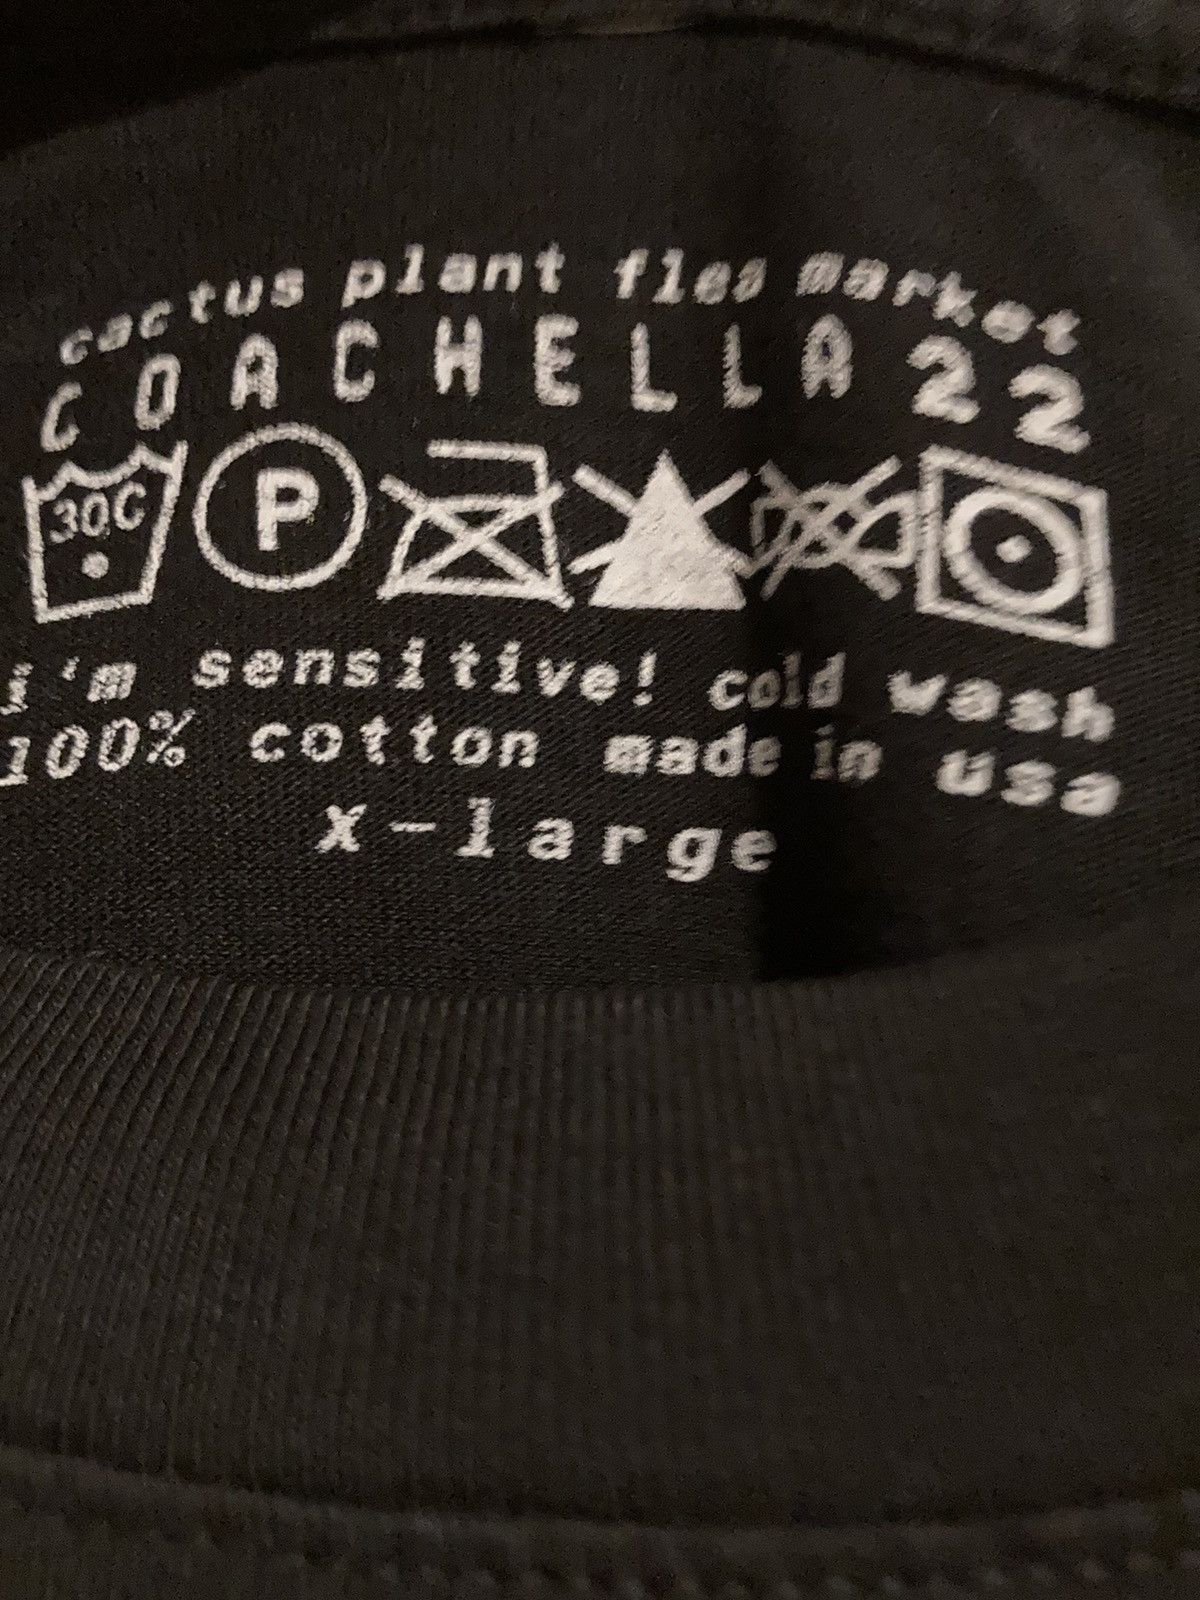 cactus plant flea market
COACHELLA 22
30C P
i'm sensitive! cold wash
100% cotton made in usa
x-large